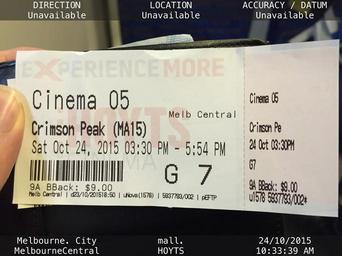 DIRECTION LOCATION ACCURACY / DATUM
Unavailable Unavailable Unavailable
EXPERIENCE MORE
Cinema 05
Melb Central
HOYTS
Crimson Peak (MA15)
Sat Oct 24, 2015 03:30 PM - 5:54 PM
CINEMA
G 7
9A BBack: $9.00
Cinema 05
Crimson Pe
24 Oct 03:30PM
G7
9A BBack: $9.00
Melbourne. City mall. 24/10/2015
MelbourneCentral HOYTS 10:33:39 AM